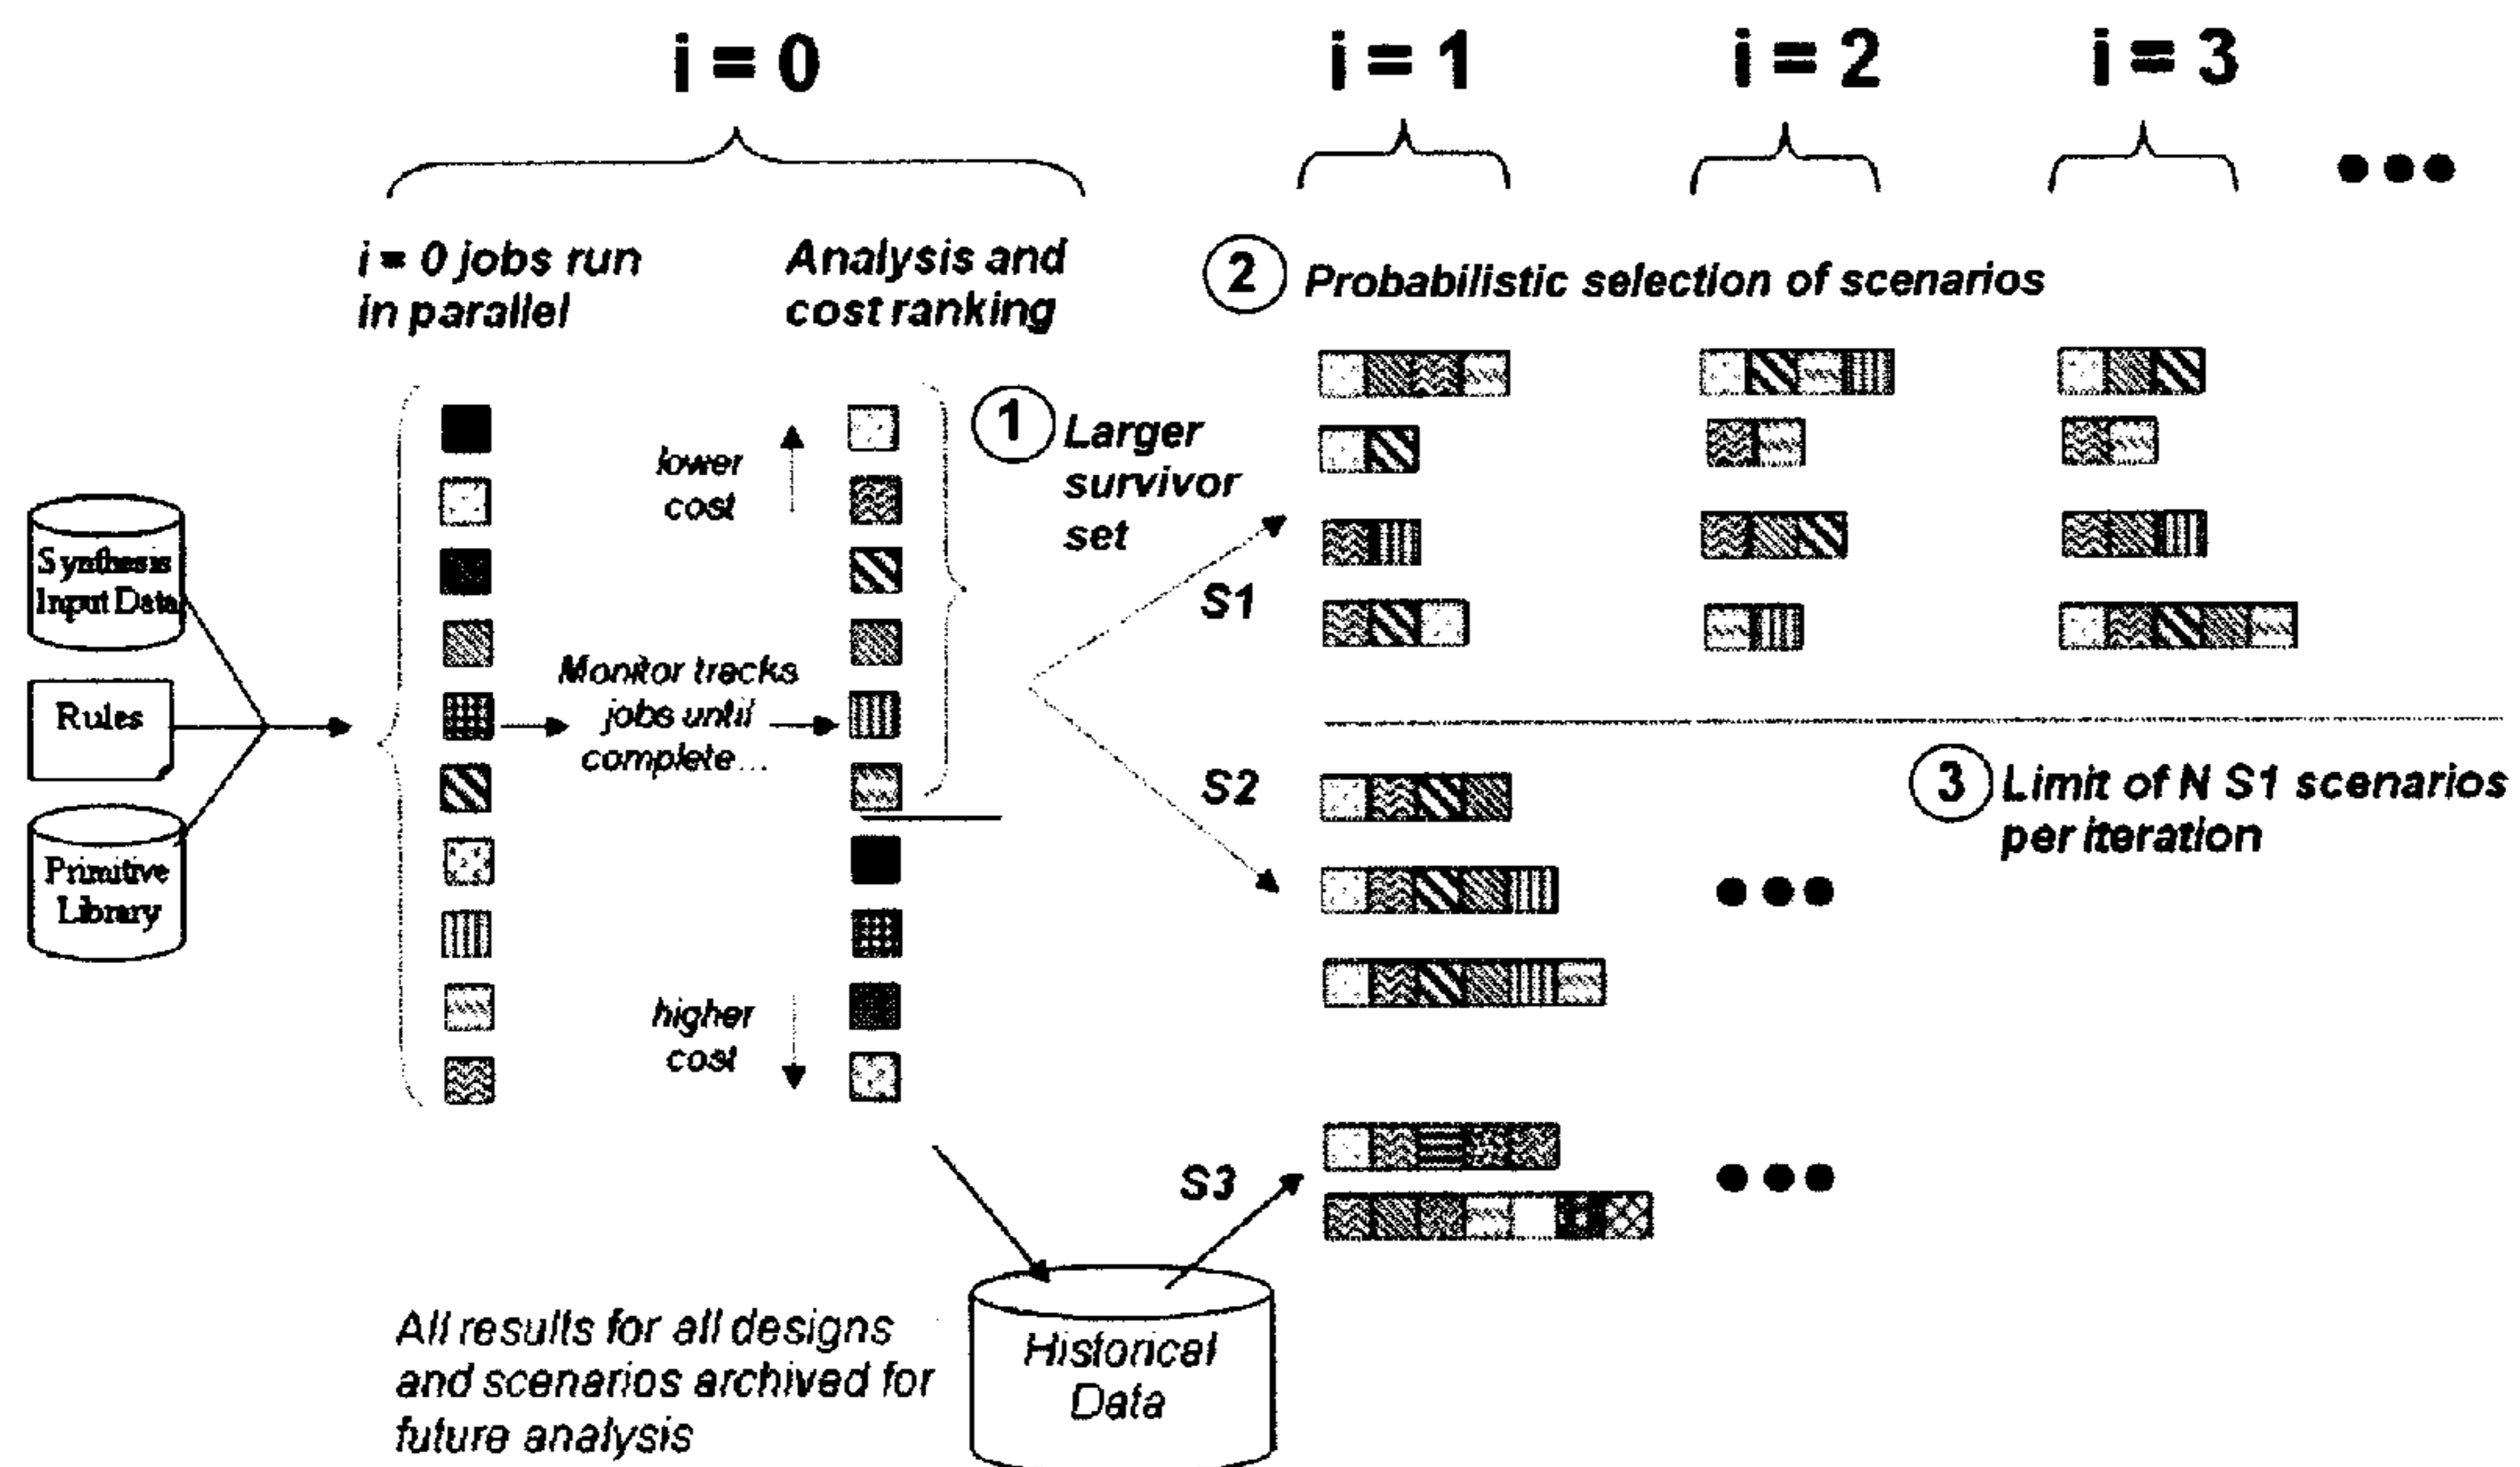 i = 0
i = 1
i = 2
i = 3
i = 0 jobs run
in parallel
Analysis and
cost ranking
2 Probabilistic selection of scenarios
lower
cost
1 Larger
survivor
set
Synthesis
Input Data
Rules
Primitive
Library
Monitor tracks
jobs until
complete...
S1
S2
3 Limit of N S1 scenarios
per iteration
higher
cost
S3
All results for all designs
and scenarios archived for
future analysis
Historical
Data